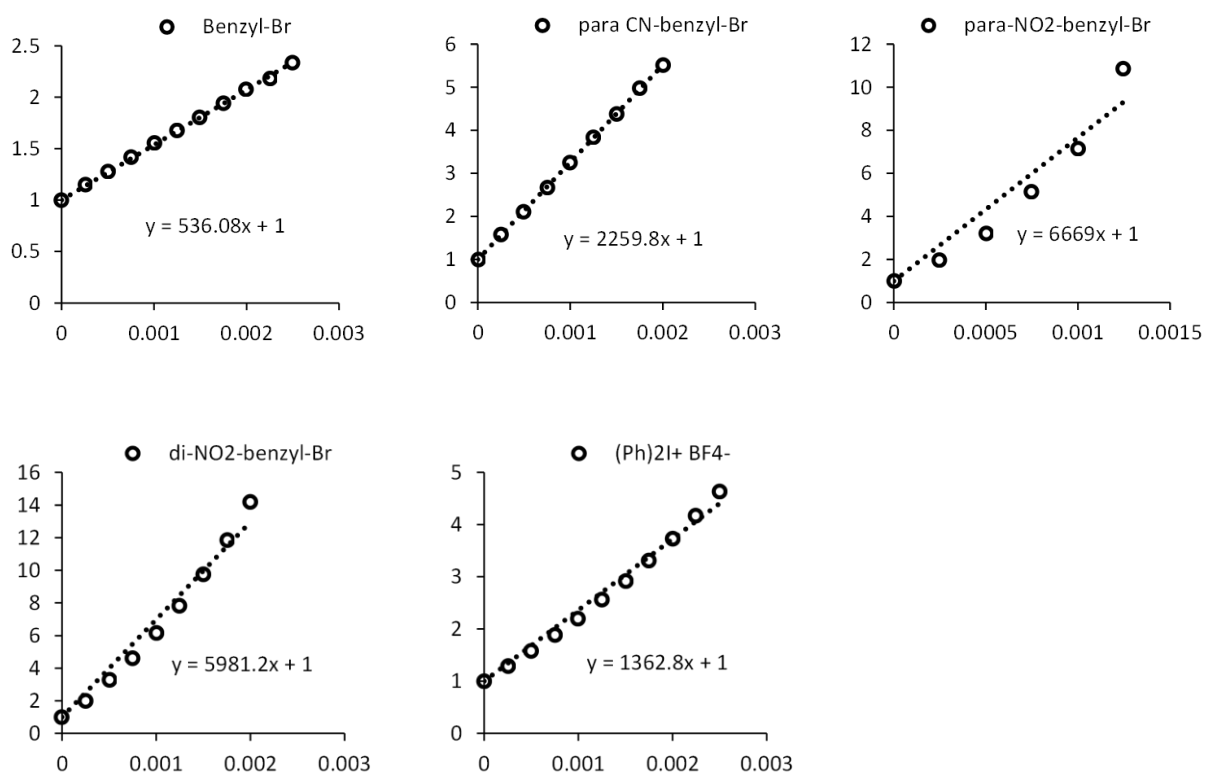 Benzyl-Br
2.5
2
1.5
1
0.5
0
y = 536.08x + 1
0 0.001 0.002 0.003
para CN-benzyl-Br
6
5
4
3
2
1
0
y = 2259.8x + 1
0 0.001 0.002 0.003
para-NO2-benzyl-Br
12
10
8
6
4
2
0
y = 6669x + 1
0 0.0005 0.001 0.0015
di-NO2-benzyl-Br
16
14
12
10
8
6
4
2
0
y = 5981.2x + 1
0 0.001 0.002 0.003
(Ph)2I+ BF4-
5
4
3
2
1
0
y = 1362.8x + 1
0 0.001 0.002 0.003